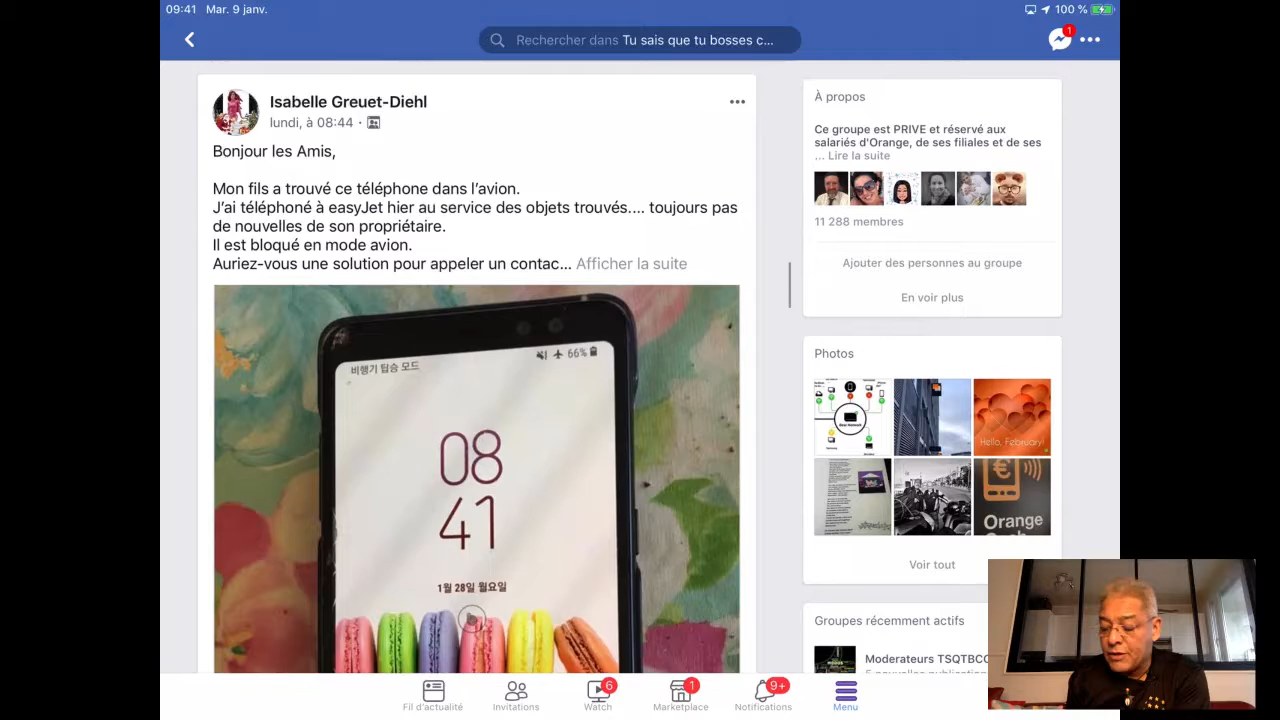 09:41 Mar. 9 janv.
100 %
Rechercher dans Tu sais que tu bosses c...
1
Isabelle Greuet-Diehl
lundi, à 08:44 ·
Bonjour les Amis,
Mon fils a trouvé ce téléphone dans l’avion.
J’ai téléphoné à easyJet hier au service des objets trouvés.... toujours pas
de nouvelles de son propriétaire.
Il est bloqué en mode avion.
Auriez-vous une solution pour appeler un contac... Afficher la suite
비행기 탑승 모드
66%
08
41
1월 28일 월요일
À propos
Ce groupe est PRIVE et réservé aux
salariés d'Orange, de ses filiales et de ses
... Lire la suite
11 288 membres
Ajouter des personnes au groupe
En voir plus
Photos
Hello, February!
Orange
Voir tout
Groupes récemment actifs
Moderateurs TSQTBCO
Fil d'actualité
Invitations
6
Watch
1
Marketplace
9+
Notifications
Menu